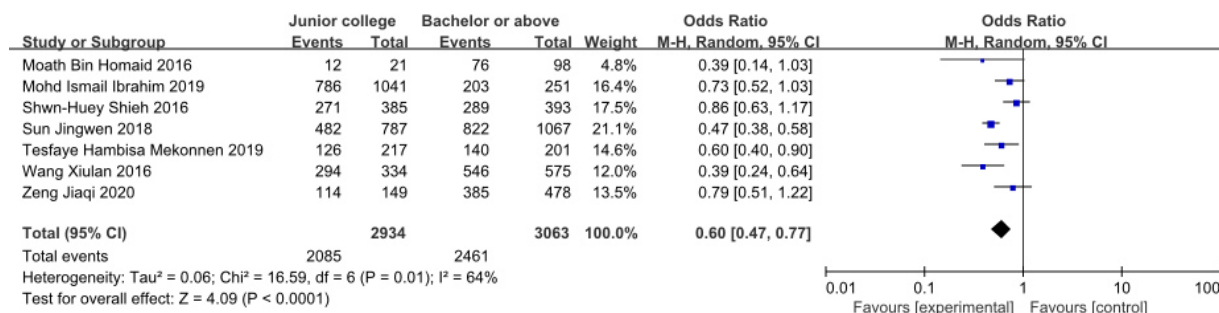 Junior college Bachelor or above Odds Ratio Odds Ratio
Study or Subgroup Events Total Events Total Weight M-H, Random, 95% CI M-H, Random, 95% CI
Moath Bin Homaid 2016 12 21 76 98 4.8% 0.39 [0.14, 1.03]
Mohd Ismail Ibrahim 2019 786 1041 203 251 16.4% 0.73 [0.52, 1.03]
Shwn-Huey Shieh 2016 271 385 289 393 17.5% 0.86 [0.63, 1.17]
Sun Jingwen 2018 482 787 822 1067 21.1% 0.47 [0.38, 0.58]
Tesfaye Hambisa Mekonnen 2019 126 217 140 201 14.6% 0.60 [0.40, 0.90]
Wang Xiulan 2016 294 334 546 575 12.0% 0.39 [0.24, 0.64]
Zeng Jiaqi 2020 114 149 385 478 13.5% 0.79 [0.51, 1.22]
Total (95% CI) 2934 3063 100.0% 0.60 [0.47, 0.77]
Total events 2085 2461
Heterogeneity: Tau² = 0.06; Chi² = 16.59, df = 6 (P = 0.01); I² = 64%
Test for overall effect: Z = 4.09 (P < 0.0001)
0.01 0.1 1 10 100
Favours [experimental] Favours [control]